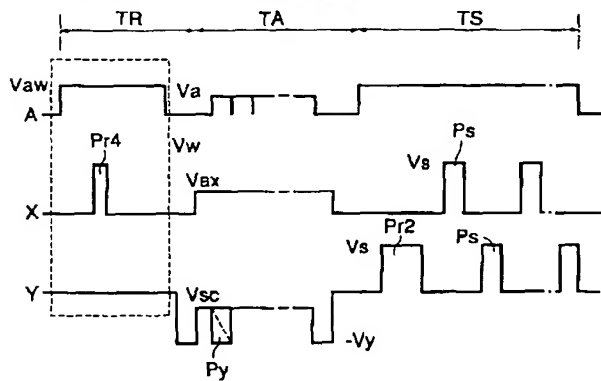 TR TA TS
Vaw Va
A
Pr4 Vw Vs Ps
Vax
X
Pr2
Vs Ps
Y Vsc
-Vy
Py